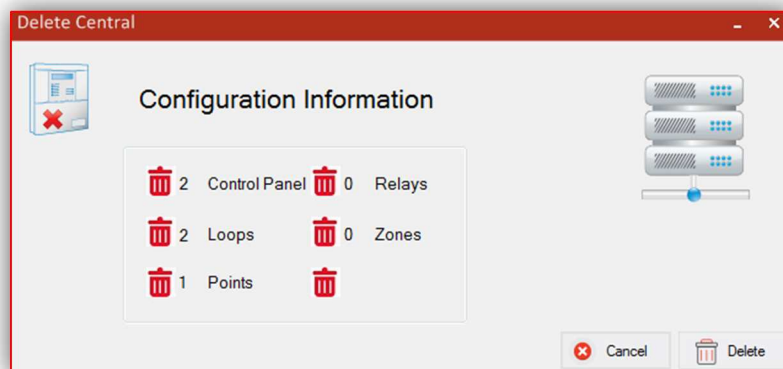 Delete Central
Configuration Information
2 Control Panel 0 Relays
2 Loops 0 Zones
1 Points
Cancel Delete